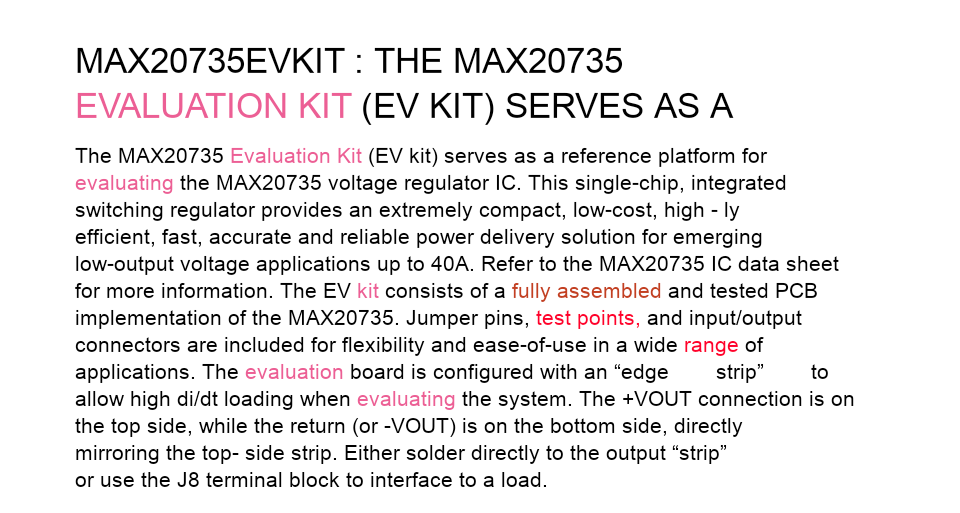 MAX20735EVKIT : THE MAX20735
EVALUATION KIT (EV KIT) SERVES AS A
The MAX20735 Evaluation Kit (EV kit) serves as a reference platform for
evaluating the MAX20735 voltage regulator IC. This single-chip, integrated
switching regulator provides an extremely compact, low-cost, high - ly
efficient, fast, accurate and reliable power delivery solution for emerging
low-output voltage applications up to 40A. Refer to the MAX20735 IC data sheet
for more information. The EV kit consists of a fully assembled and tested PCB
implementation of the MAX20735. Jumper pins, test points, and input/output
connectors are included for flexibility and ease-of-use in a wide range of
applications. The evaluation board is configured with an “edge strip” to
allow high di/dt loading when evaluating the system. The +VOUT connection is on
the top side, while the return (or -VOUT) is on the bottom side, directly
mirroring the top- side strip. Either solder directly to the output “strip”
or use the J8 terminal block to interface to a load.